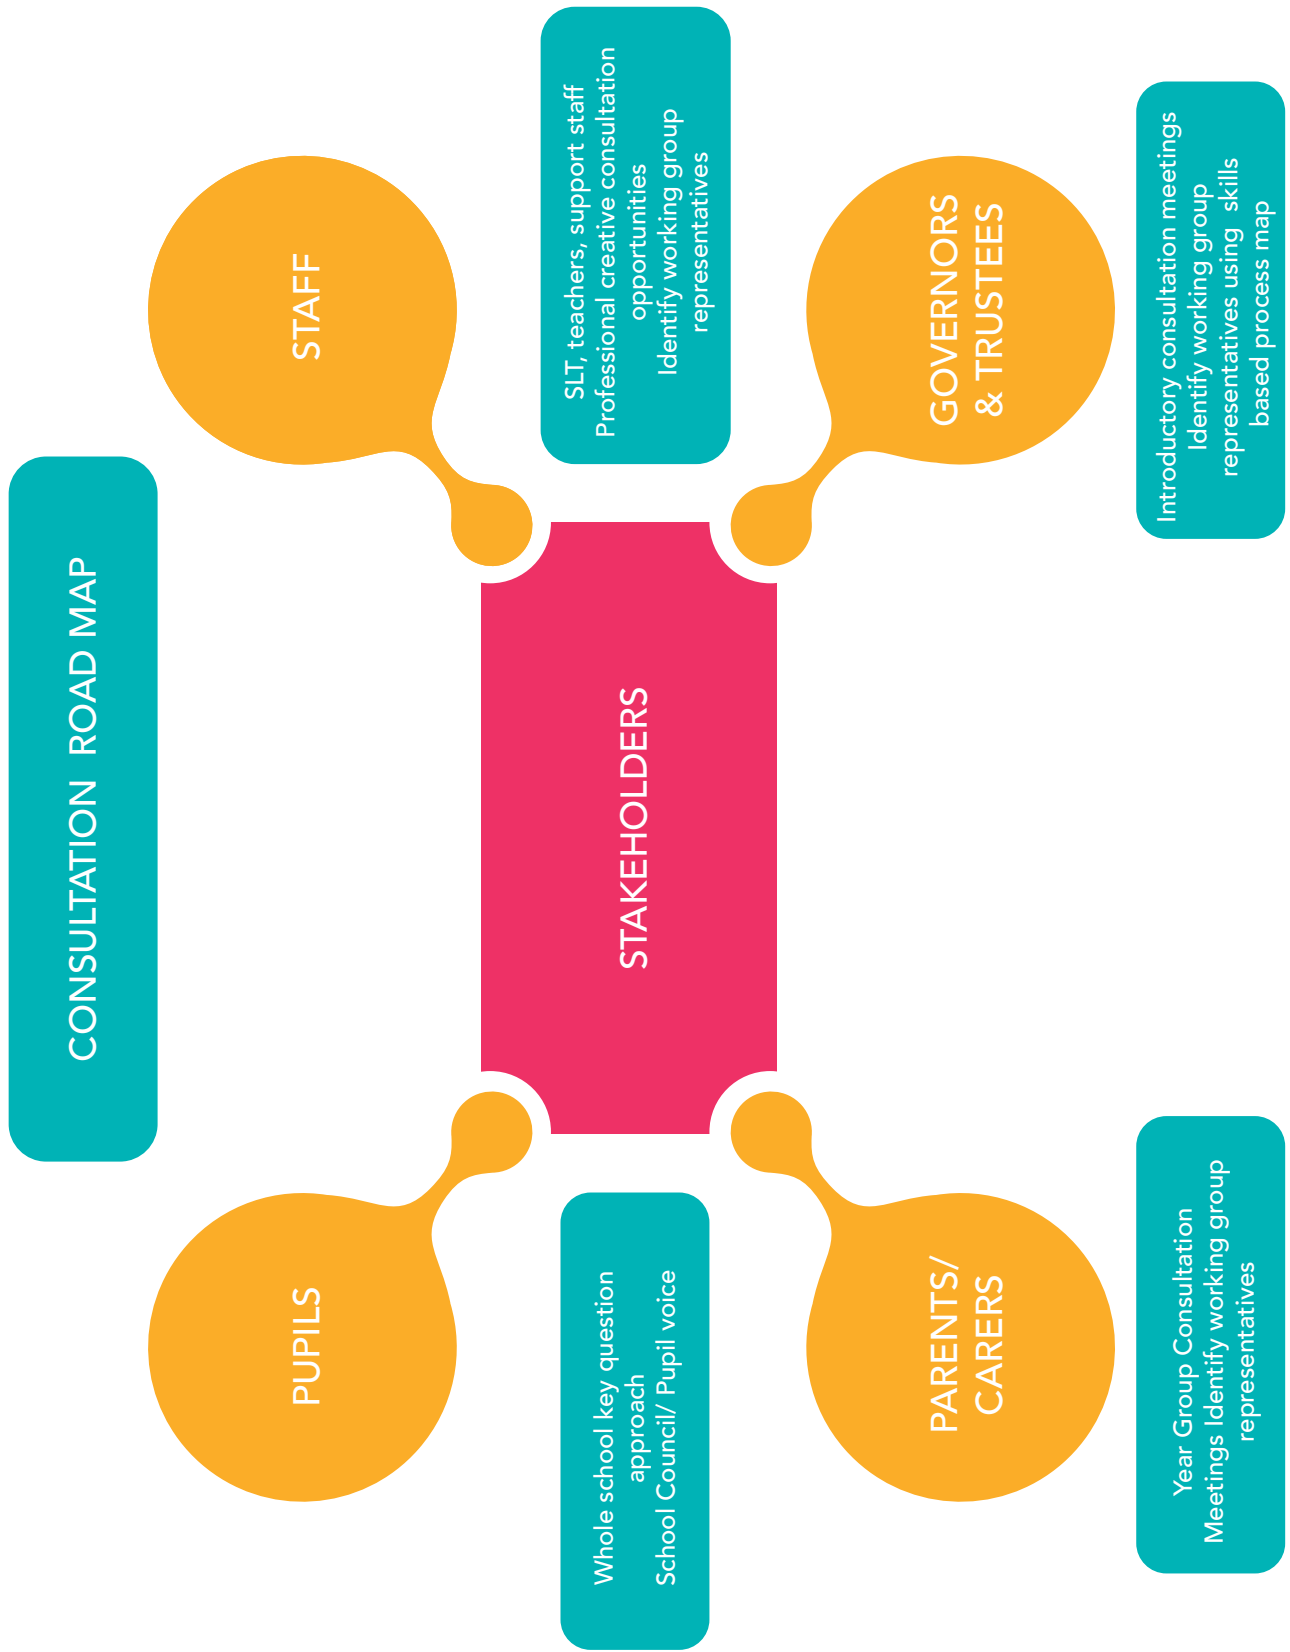 CONSULTATION ROAD MAP
PUPILS
STAFF
Whole school key question
approach
School Council/ Pupil voice
STAKEHOLDERS
SLT, teachers, support staff
Professional creative consultation
opportunities
Identify working group
representatives
PARENTS/
CARERS
GOVERNORS
& TRUSTEES
Year Group Consultation
Meetings Identify working group
representatives
Introductory consultation meetings
Identify working group
representatives using skills
based process map